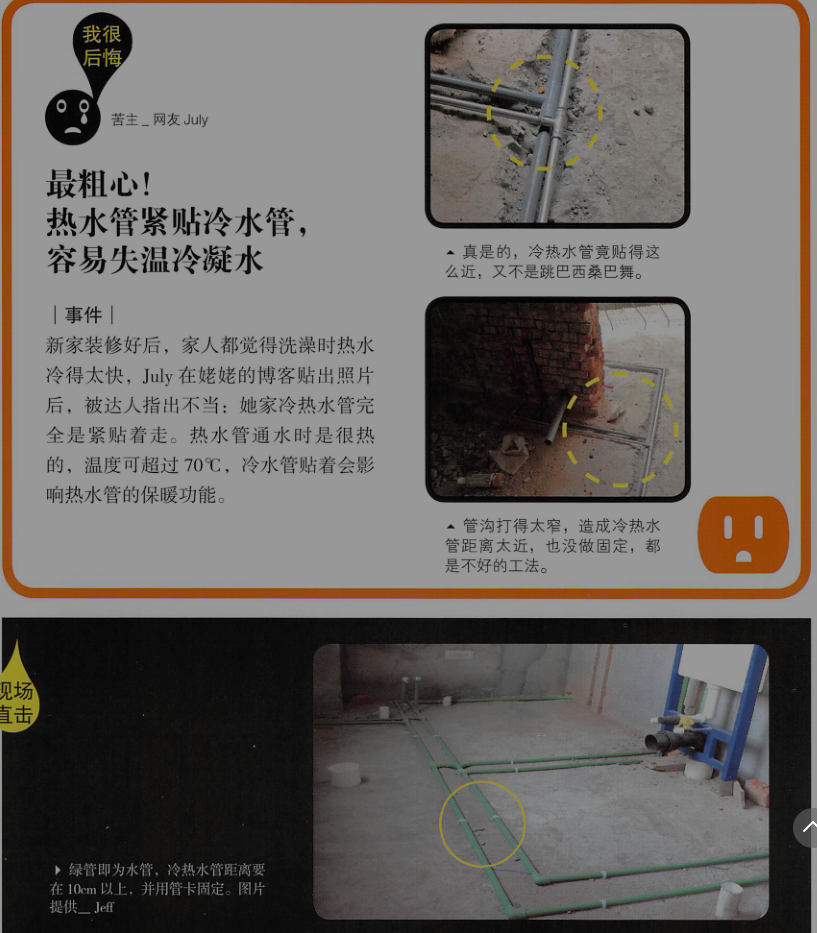 我很
后悔
苦主_网友 July
最粗心！
热水管紧贴冷水管，
容易失温冷凝水
｜事件｜
新家装修好后，家人都觉得洗澡时热水
冷得太快，July 在姥姥的博客贴出照片
后，被达人指出不当：她家冷热水管完
全是紧贴着走。热水管通水时是很热
的，温度可超过 70℃，冷水管贴着会影
响热水管的保暖功能。
真是的，冷热水管竟贴得这
么近，又不是跳巴西桑巴舞。
管沟打得太窄，造成冷热水
管距离太近，也没做固定，都
是不好的工法。
现场
直击
绿管即为水管，冷热水管距离要
在 10cm 以上，并用管卡固定。图片
提供__ Jeff